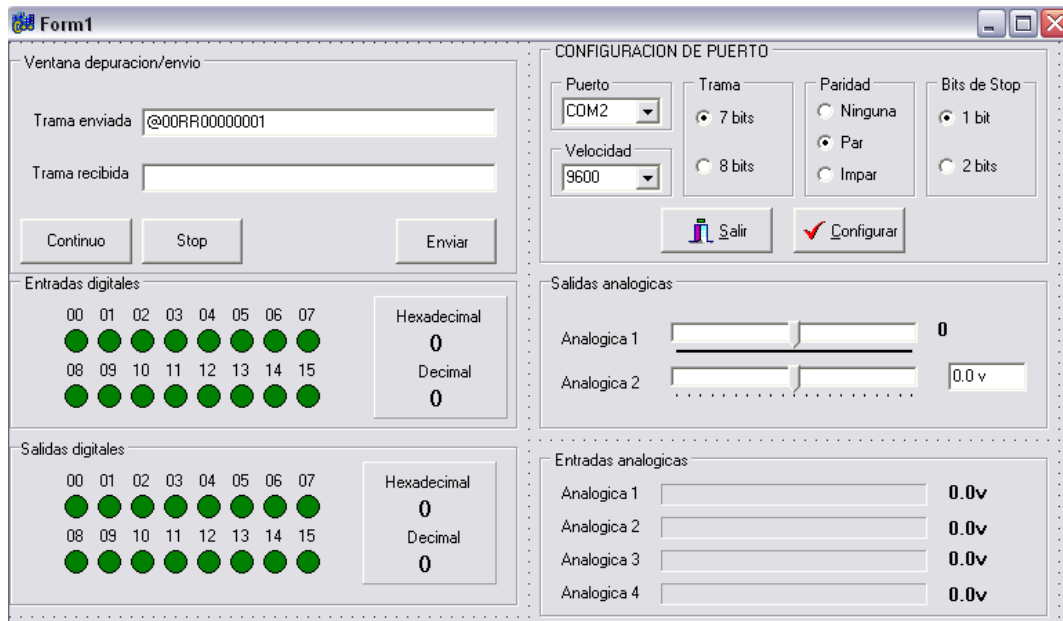 Form1
Ventana depuracion/envio
Trama enviada @00RR00000001
Trama recibida
Continuo Stop Enviar
CONFIGURACION DE PUERTO
Puerto Trama Paridad Bits de Stop
COM2 7 bits Ninguna 1 bit
Par
Velocidad
9600 8 bits Impar 2 bits
Salir Configurar
Entradas digitales
00 01 02 03 04 05 06 07 Hexadecimal
0
08 09 10 11 12 13 14 15 Decimal
0
Salidas analogicas
Analogica 1 0
Analogica 2 0.0 v
Salidas digitales
00 01 02 03 04 05 06 07 Hexadecimal
0
08 09 10 11 12 13 14 15 Decimal
0
Entradas analogicas
Analogica 1 0.0v
Analogica 2 0.0v
Analogica 3 0.0v
Analogica 4 0.0v